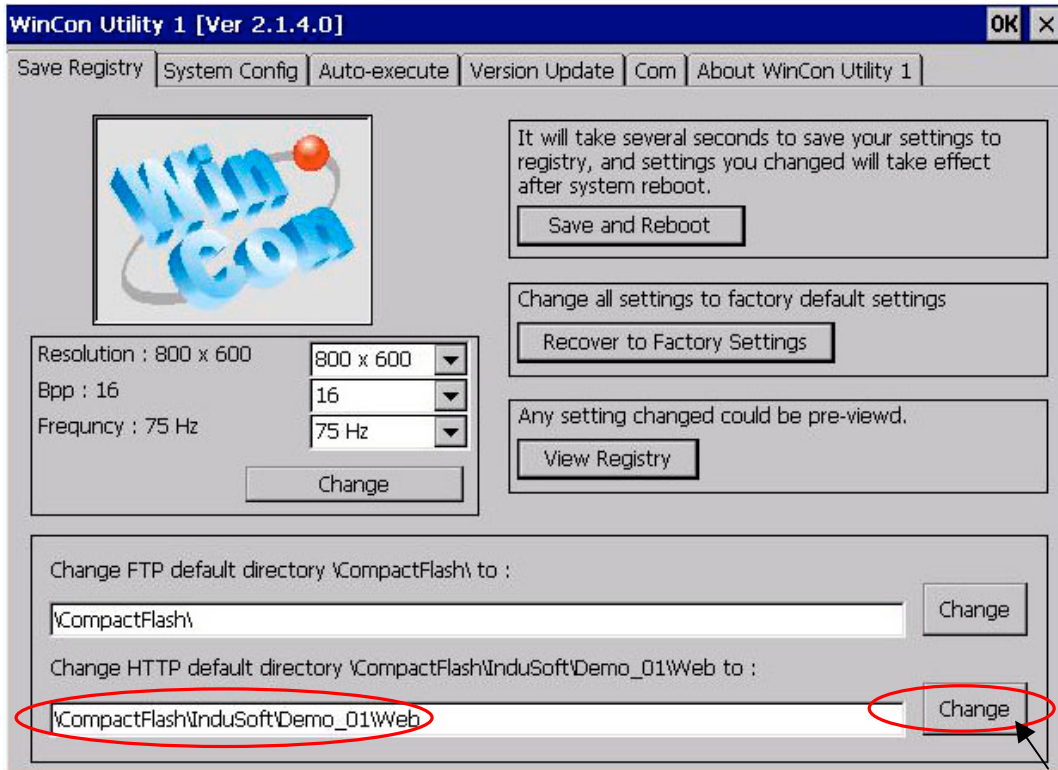 WinCon Utility 1 [Ver 2.1.4.0]
OK ×
Save Registry System Config Auto-execute Version Update Com About WinCon Utility 1
Win
Con
It will take several seconds to save your settings to
registry, and settings you changed will take effect
after system reboot.
Save and Reboot
Change all settings to factory default settings
Recover to Factory Settings
Any setting changed could be pre-viewd.
View Registry
Resolution : 800 x 600 800 x 600
Bpp : 16 16
Frequncy : 75 Hz 75 Hz
Change
Change FTP default directory \CompactFlash\ to :
\CompactFlash\
Change
Change HTTP default directory \CompactFlash\InduSoft\Demo_01\Web to :
\CompactFlash\InduSoft\Demo_01\Web
Change